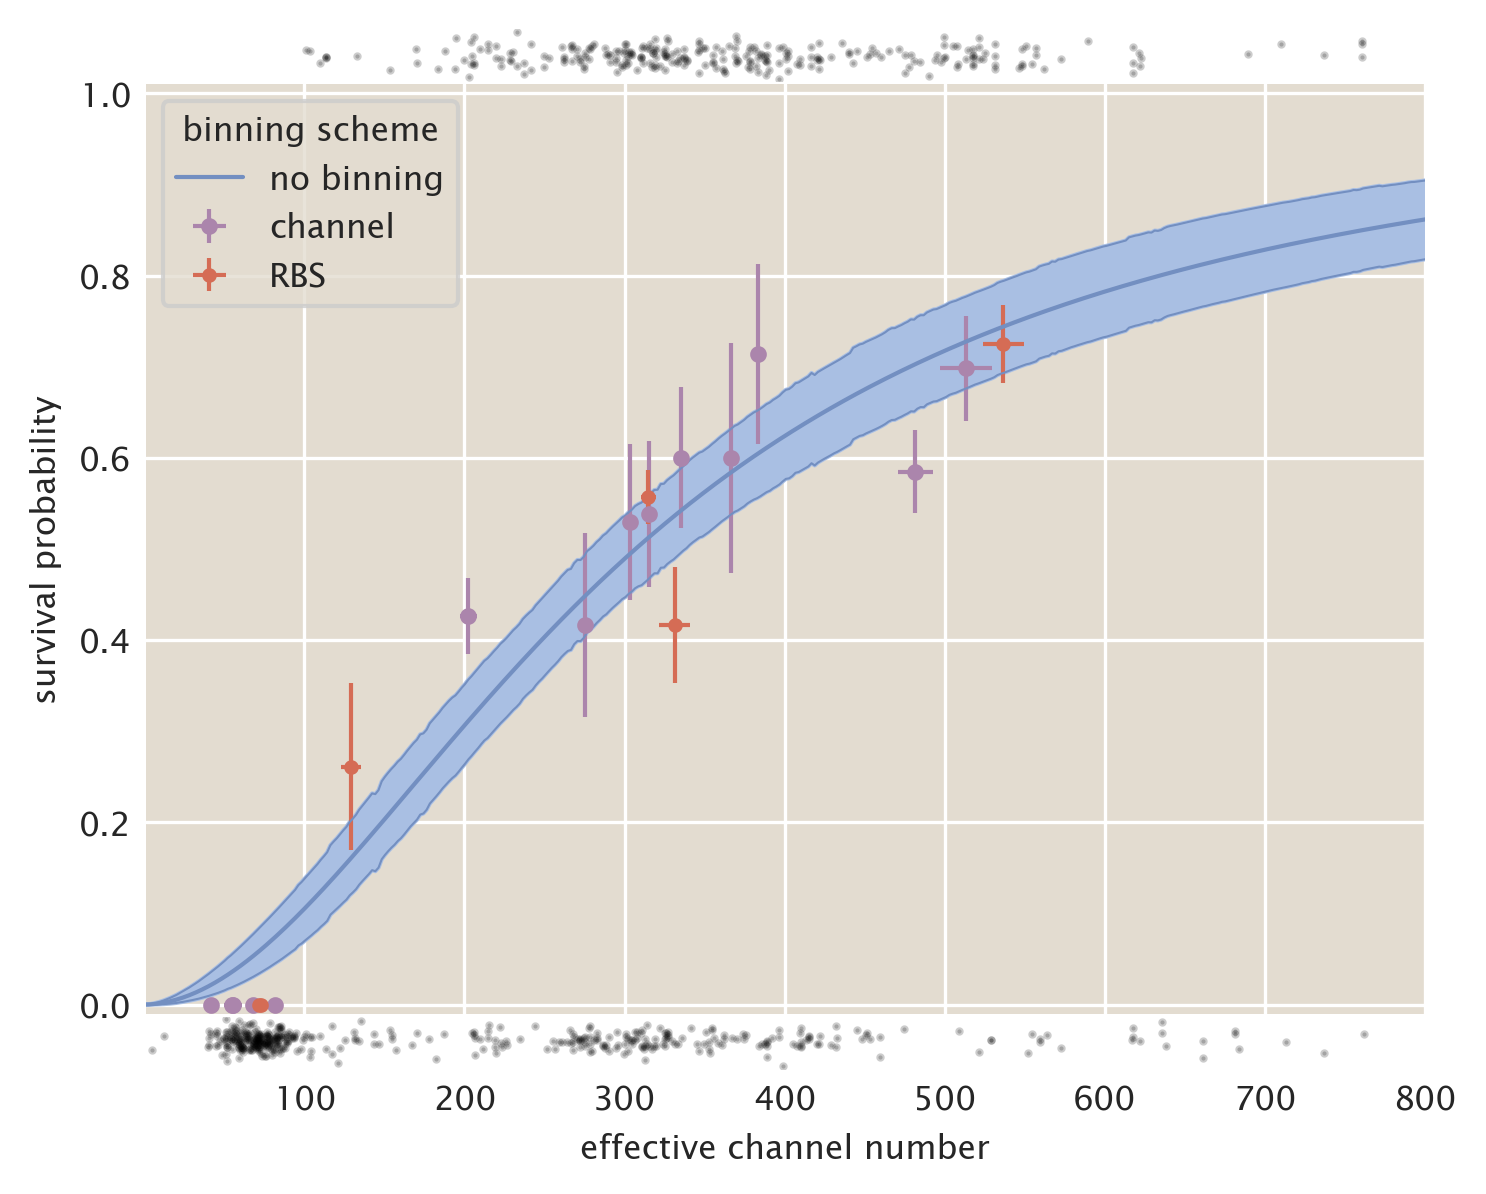 1.0
0.8
0.6
0.4
0.2
0.0
survival probability
binning scheme
no binning
channel
RBS
100 200 300 400 500 600 700 800
effective channel number